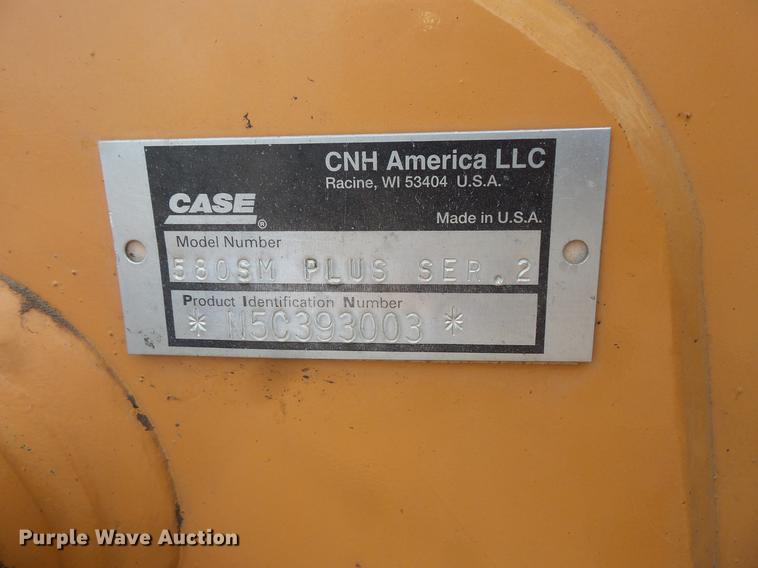 CNH America LLC
Racine, WI 53404 U.S.A.
CASE®
Made in U.S.A.
Model Number
580SM PLUS SER.2
Product Identification Number
* N5C393003 *
Purple Wave Auction